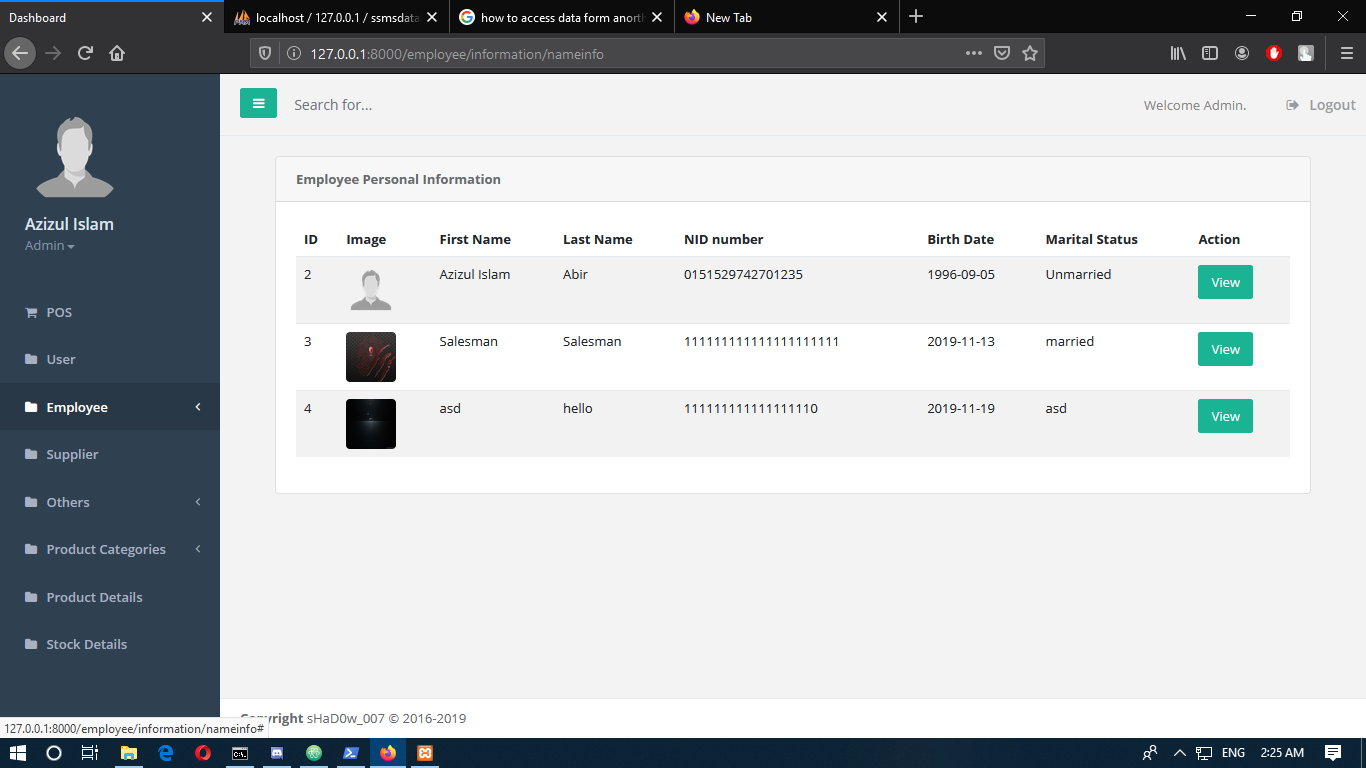 Dashboard
localhost / 127.0.0.1 / ssmsdata
how to access data form anorth
New Tab
127.0.0.1:8000/employee/information/nameinfo
Search for...
Welcome Admin.
Logout
Azizul Islam
Admin
POS
User
Employee
Supplier
Others
Product Categories
Product Details
Stock Details
Employee Personal Information
ID Image First Name Last Name NID number Birth Date Marital Status Action
2 Azizul Islam Abir 0151529742701235 1996-09-05 Unmarried View
3 Salesman Salesman 11111111111111111111 2019-11-13 married View
4 asd hello 11111111111111110 2019-11-19 asd View
Copyright sHaD0w_007 © 2016-2019
127.0.0.1:8000/employee/information/nameinfo#
ENG 2:25 AM